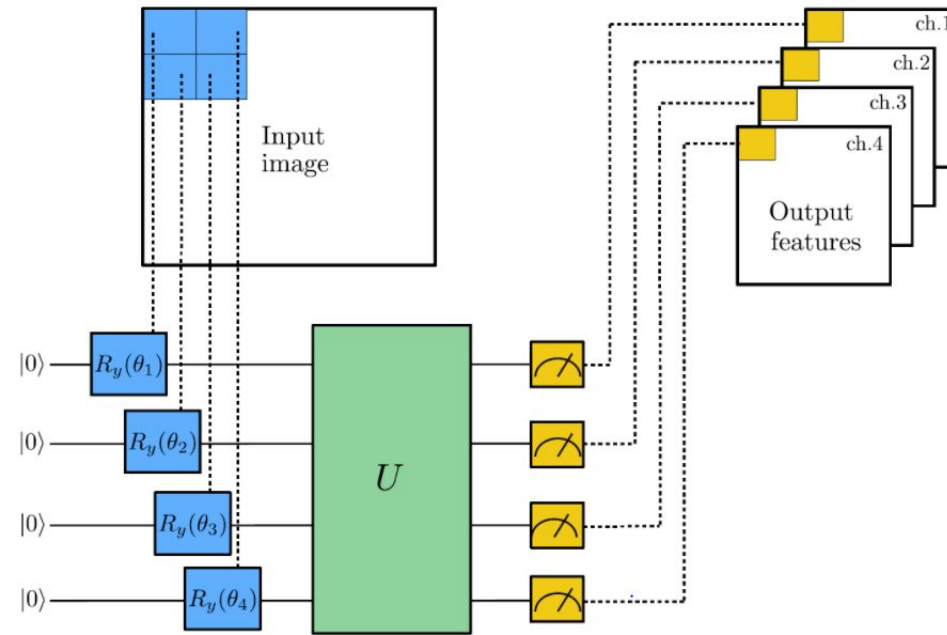 ch.1
ch.2
ch.3
ch.4
Input
image
Output
features
|0⟩
R_y(θ_1)
|0⟩
R_y(θ_2)
U
|0⟩
R_y(θ_3)
|0⟩
R_y(θ_4)